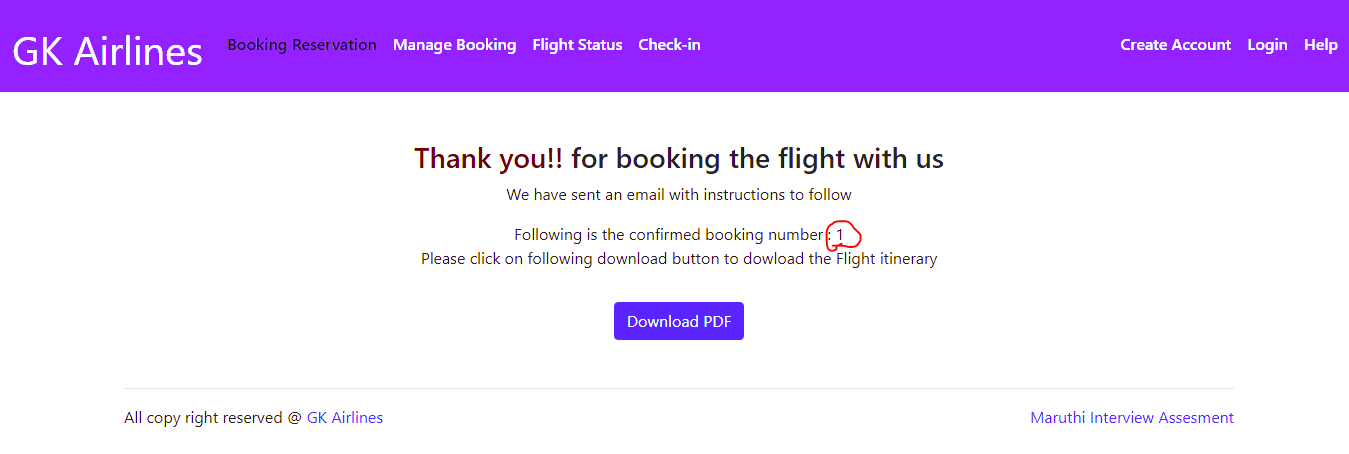 GK Airlines Booking Reservation Manage Booking Flight Status Check-in Create Account Login Help
Thank you!! for booking the flight with us
We have sent an email with instructions to follow
Following is the confirmed booking number : 1
Please click on following download button to dowload the Flight itinerary
Download PDF
All copy right reserved @ GK Airlines Maruthi Interview Assesment